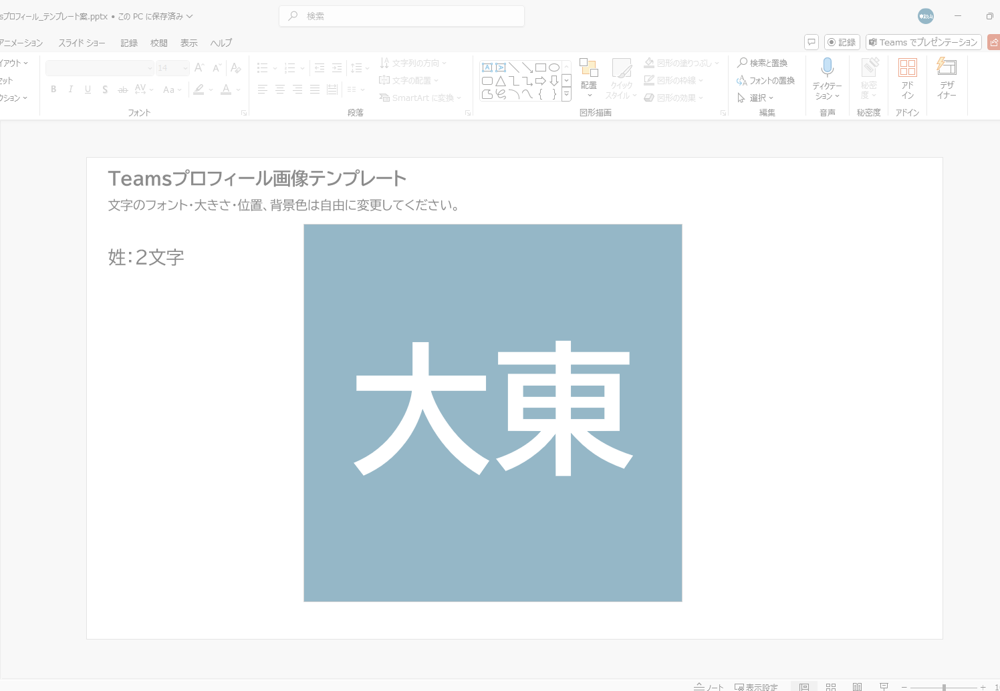 sプロフィール_テンプレート案.pptx • この PC に保存済み
検索
アニメーション スライド ショー 記録 校閲 表示 ヘルプ
記録 Teams でプレゼンテーション
イアウト
セット
クション
14
B I U S ab AV Aa A
フォント
段落
文字列の方向
文字の配置
SmartArt に変換
配置
クイック
スタイル
図形の塗りつぶし
図形の枠線
図形の効果
図形描画
検索と置換
フォントの置換
選択
編集
ディクテー
ション
音声
秘密
度
秘密度
アド
イン
アドイン
デザ
イナー
Teamsプロフィール画像テンプレート
文字のフォント・大きさ・位置、背景色は自由に変更してください。
姓：2文字
大東
ノート 表示設定